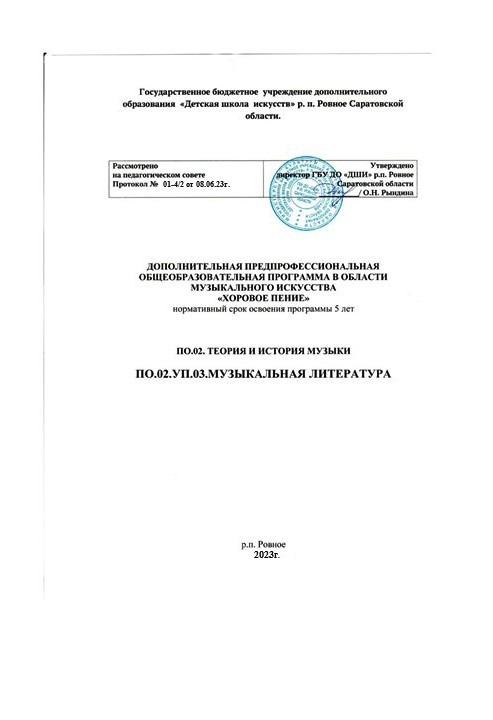 Государственное бюджетное учреждение дополнительного
образования «Детская школа искусств» р. п. Ровное Саратовской
области.
Рассмотрено
на педагогическом совете
Протокол № 01-4/2 от 08.06.23г.
Утверждено
директор ГБУ ДО «ДШИ» р.п. Ровное
Саратовской области
/ О.Н. Рындина
ДОПОЛНИТЕЛЬНАЯ ПРЕДПРОФЕССИОНАЛЬНАЯ
ОБЩЕОБРАЗОВАТЕЛЬНАЯ ПРОГРАММА В ОБЛАСТИ
МУЗЫКАЛЬНОГО ИСКУССТВА
«ХОРОВОЕ ПЕНИЕ»
нормативный срок освоения программы 5 лет
ПО.02. ТЕОРИЯ И ИСТОРИЯ МУЗЫКИ
ПО.02.УП.03.МУЗЫКАЛЬНАЯ ЛИТЕРАТУРА
р.п. Ровное
2023г.